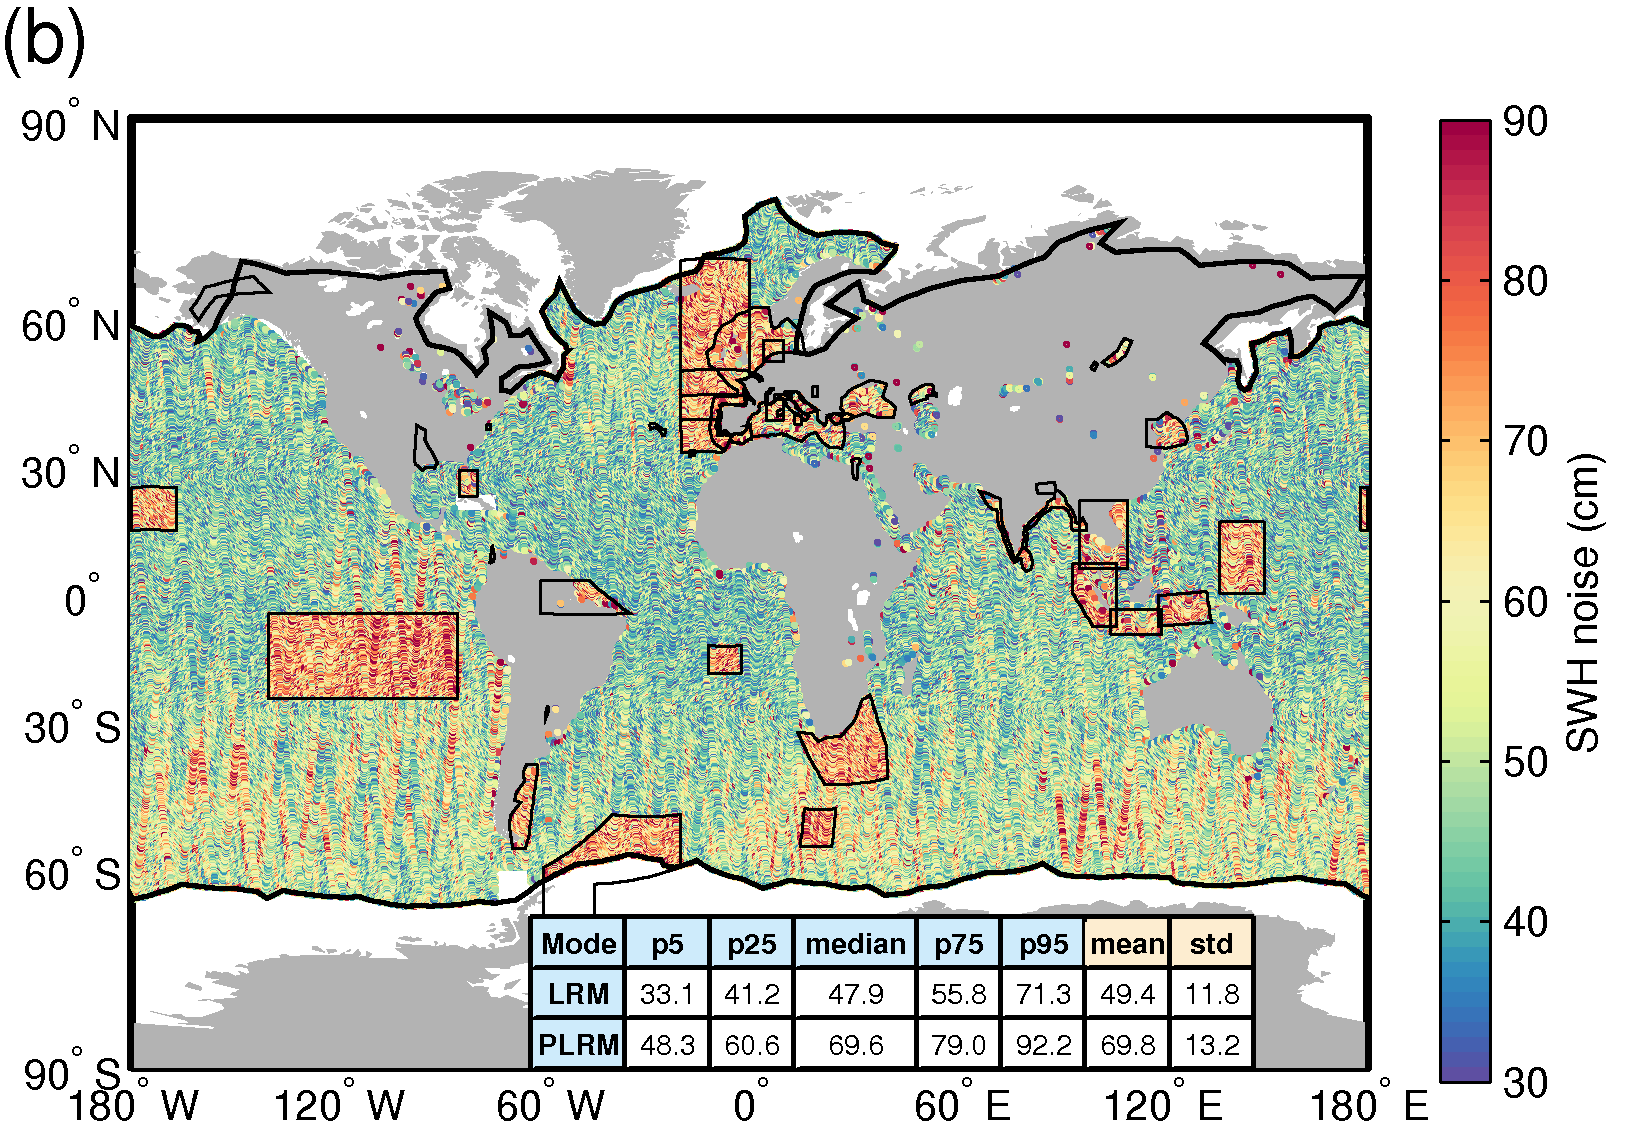 (b)
90° N
60° N
30° N
0°
30° S
60° S
90° S
180° W
120° W
60° W
0°
60° E
120° E
180° E
90
80
70
60
50
40
30
SWH noise (cm)
Mode p5 p25 median p75 p95 mean std
LRM 33.1 41.2 47.9 55.8 71.3 49.4 11.8
PLRM 48.3 60.6 69.6 79.0 92.2 69.8 13.2